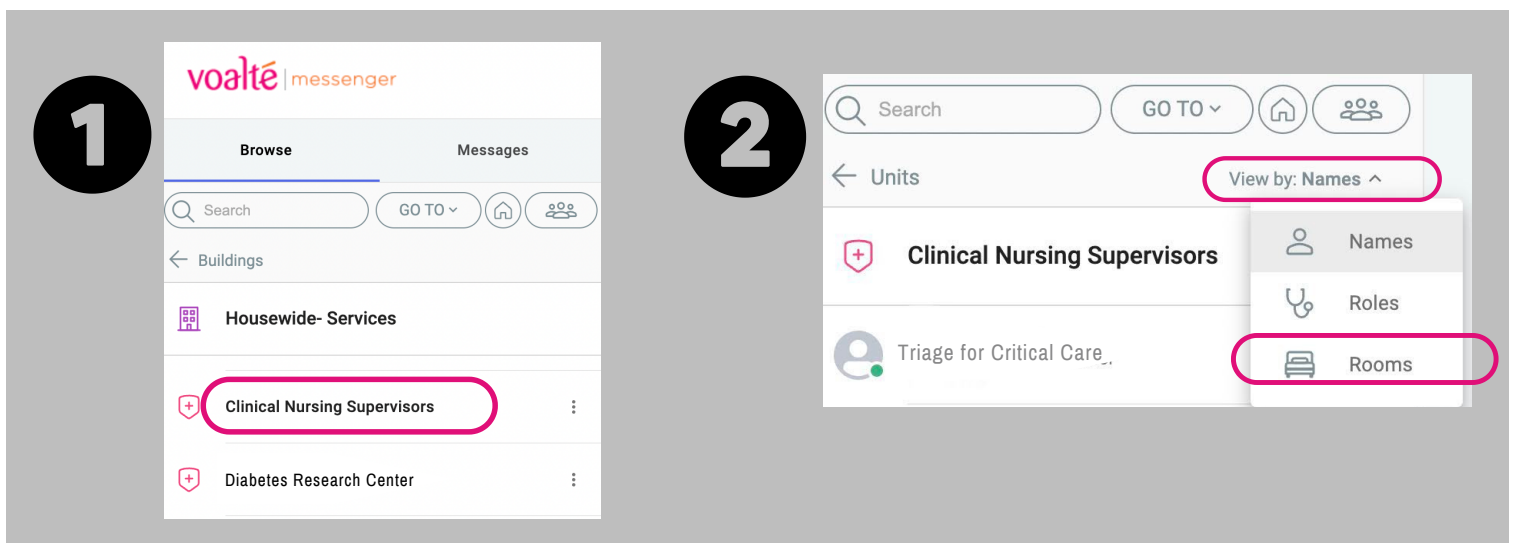 1
voalté | messenger
Browse Messages
Search GO TO
Buildings
Housewide- Services
Clinical Nursing Supervisors
Diabetes Research Center
2
Search GO TO
Units View by: Names
Clinical Nursing Supervisors
Names
Roles
Triage for Critical Care
Rooms